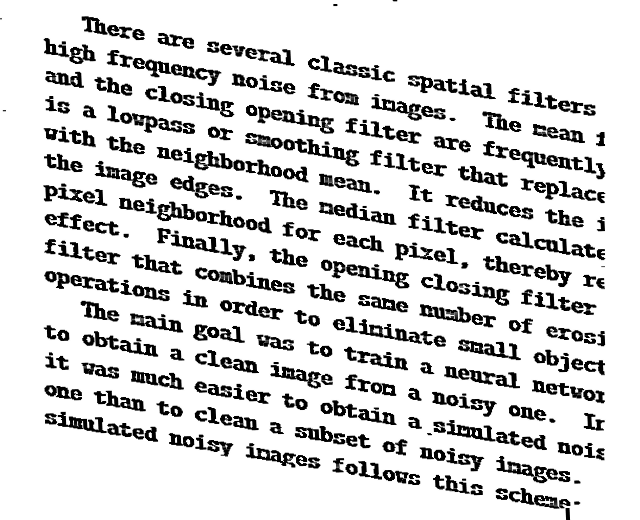 There are several classic spatial filters
high frequency noise from images. The mean
and the closing opening filter are frequently
is a lowpass or smoothing filter that replace
with the neighborhood mean. It reduces the
the image edges. The median filter calculate
pixel neighborhood for each pixel, thereby re
effect. Finally, the opening closing filter
filter that combines the same number of erosi
operations in order to eliminate small object
The main goal was to train a neural networ
to obtain a clean image from a noisy one. In
it was much easier to obtain a simulated nois
one than to clean a subset of noisy images.
simulated noisy images follows this scheme